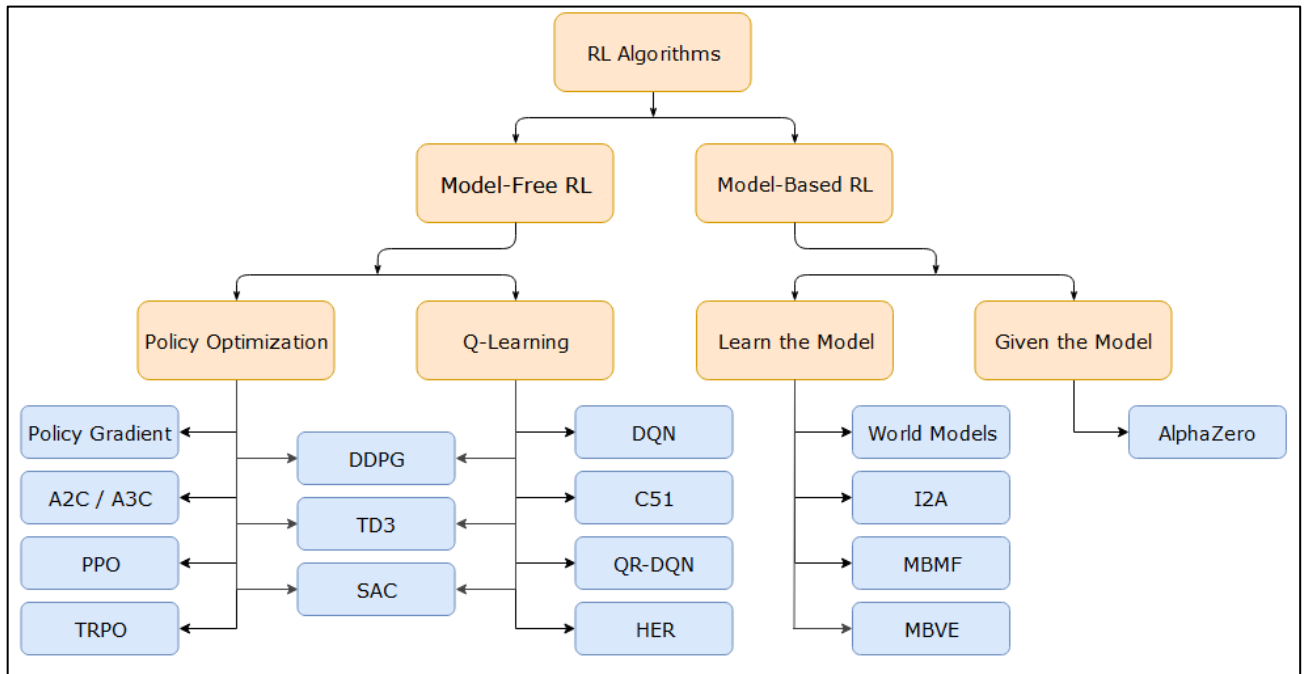 RL Algorithms
Model-Free RL
Model-Based RL
Policy Optimization
Q-Learning
Learn the Model
Given the Model
Policy Gradient
DQN
World Models
AlphaZero
DDPG
A2C / A3C
C51
I2A
TD3
PPO
QR-DQN
MBMF
SAC
TRPO
HER
MBVE